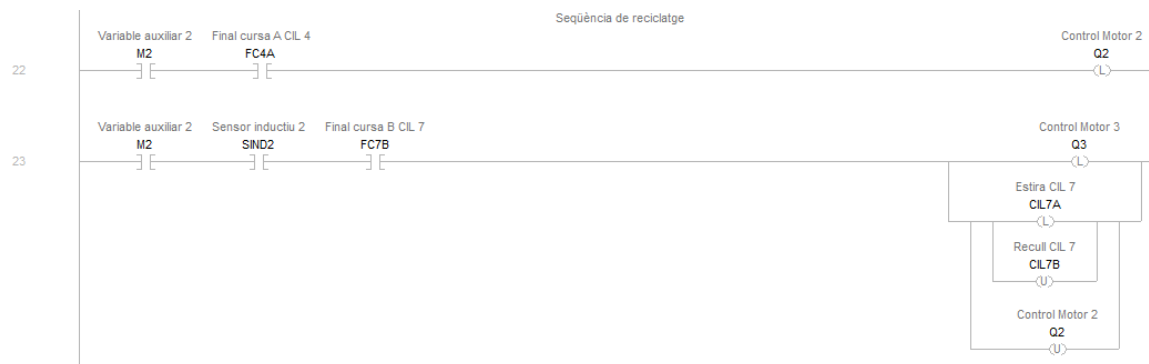 Seqüència de reciclatge
Variable auxiliar 2 Final cursa A CIL 4 Control Motor 2
M2 FC4A Q2
22 L
Variable auxiliar 2 Sensor inductiu 2 Final cursa B CIL 7 Control Motor 3
M2 SIND2 FC7B Q3
23 L
Estira CIL 7
CIL7A
L
Recull CIL 7
CIL7B
U
Control Motor 2
Q2
U